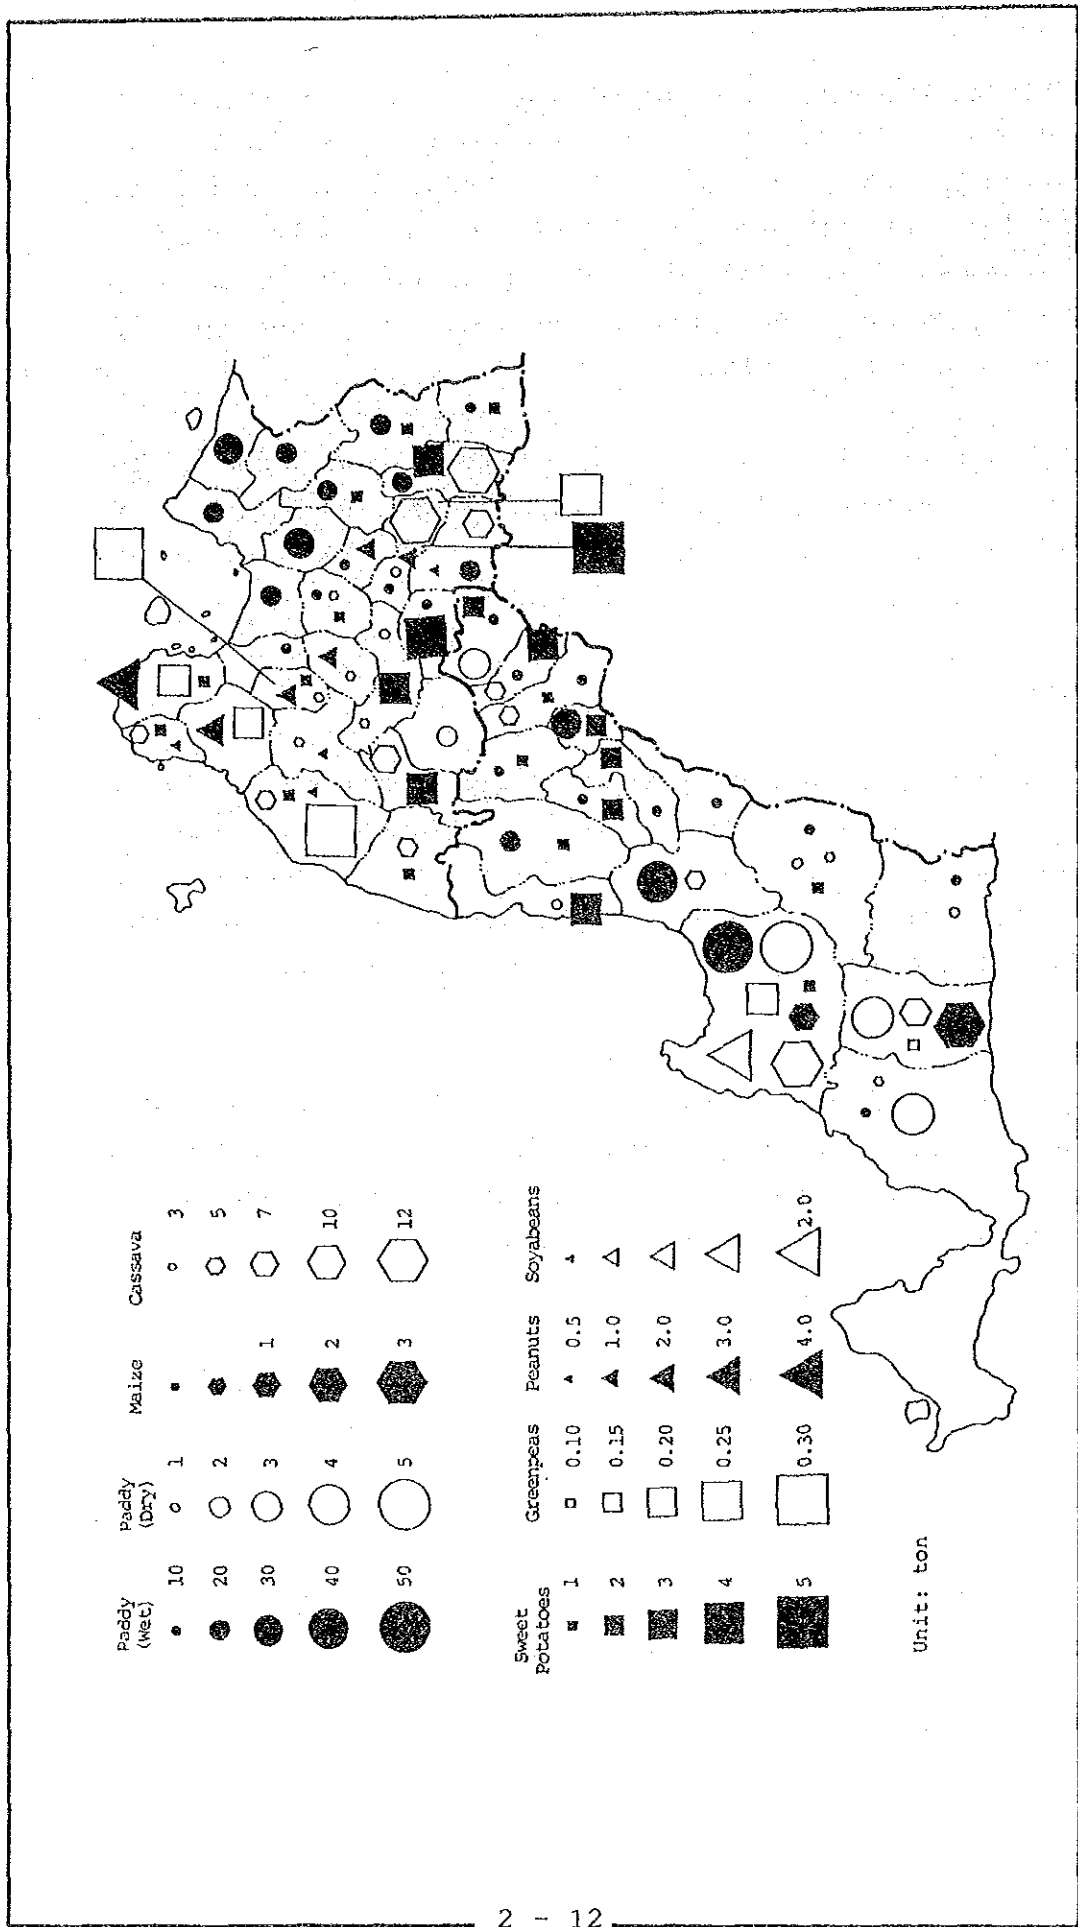 Paddy
(Wet)
10
20
30
40
50
Paddy
(Dry)
1
2
3
4
5
Maize
1
2
3
Cassava
3
5
7
10
12
Sweet
Potatoes
1
2
3
4
5
Greenpeas
0.10
0.15
0.20
0.25
0.30
Peanuts
0.5
1.0
2.0
3.0
4.0
Soyabeans
2.0
Unit: ton
2 - 12